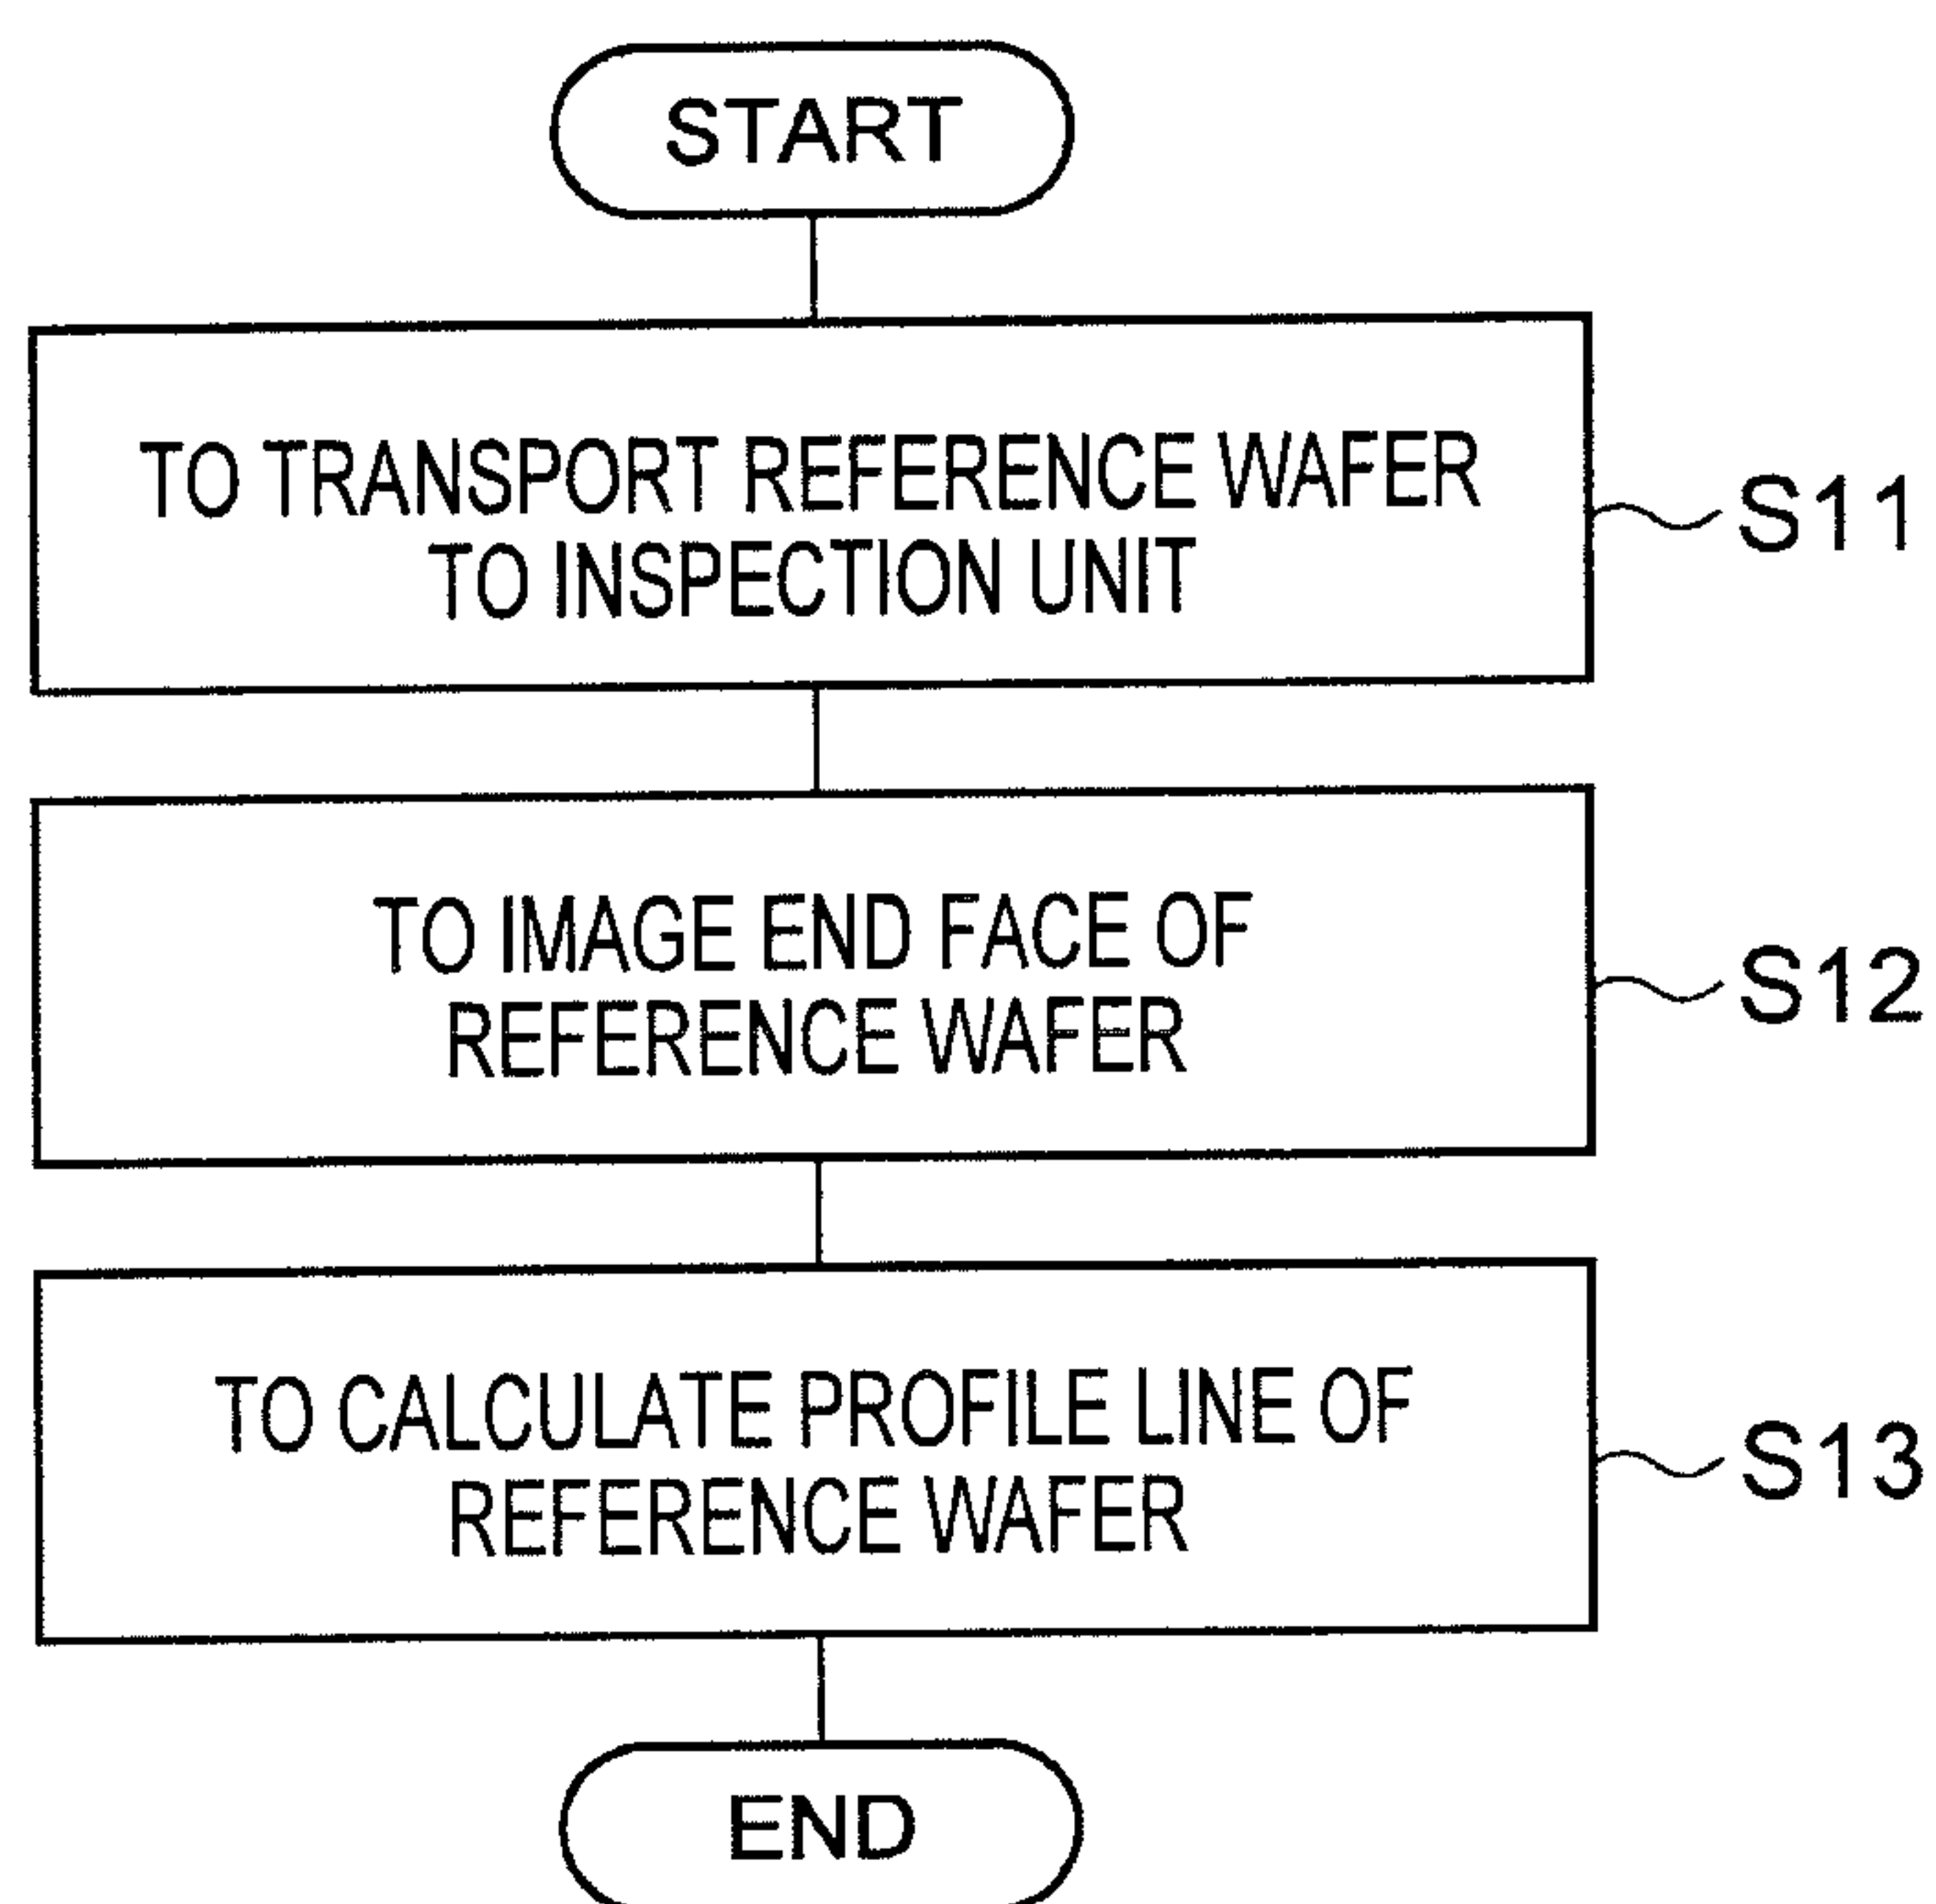 START
TO TRANSPORT REFERENCE WAFER
TO INSPECTION UNIT
S11
TO IMAGE END FACE OF
REFERENCE WAFER
S12
TO CALCULATE PROFILE LINE OF
REFERENCE WAFER
S13
END